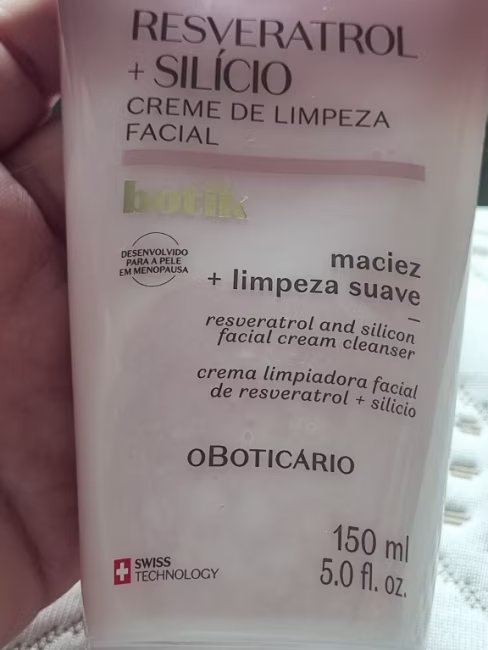 RESVERATROL
+ SILÍCIO
CREME DE LIMPEZA
FACIAL
botik
DESENVOLVIDO
PARA A PELE
EM MENOPAUSA
maciez
+ limpeza suave
resveratrol and silicon
facial cream cleanser
crema limpiadora facial
de resveratrol + silicio
oBOTICÁRIO
150 ml
5.0 fl. oz.
SWISS
TECHNOLOGY